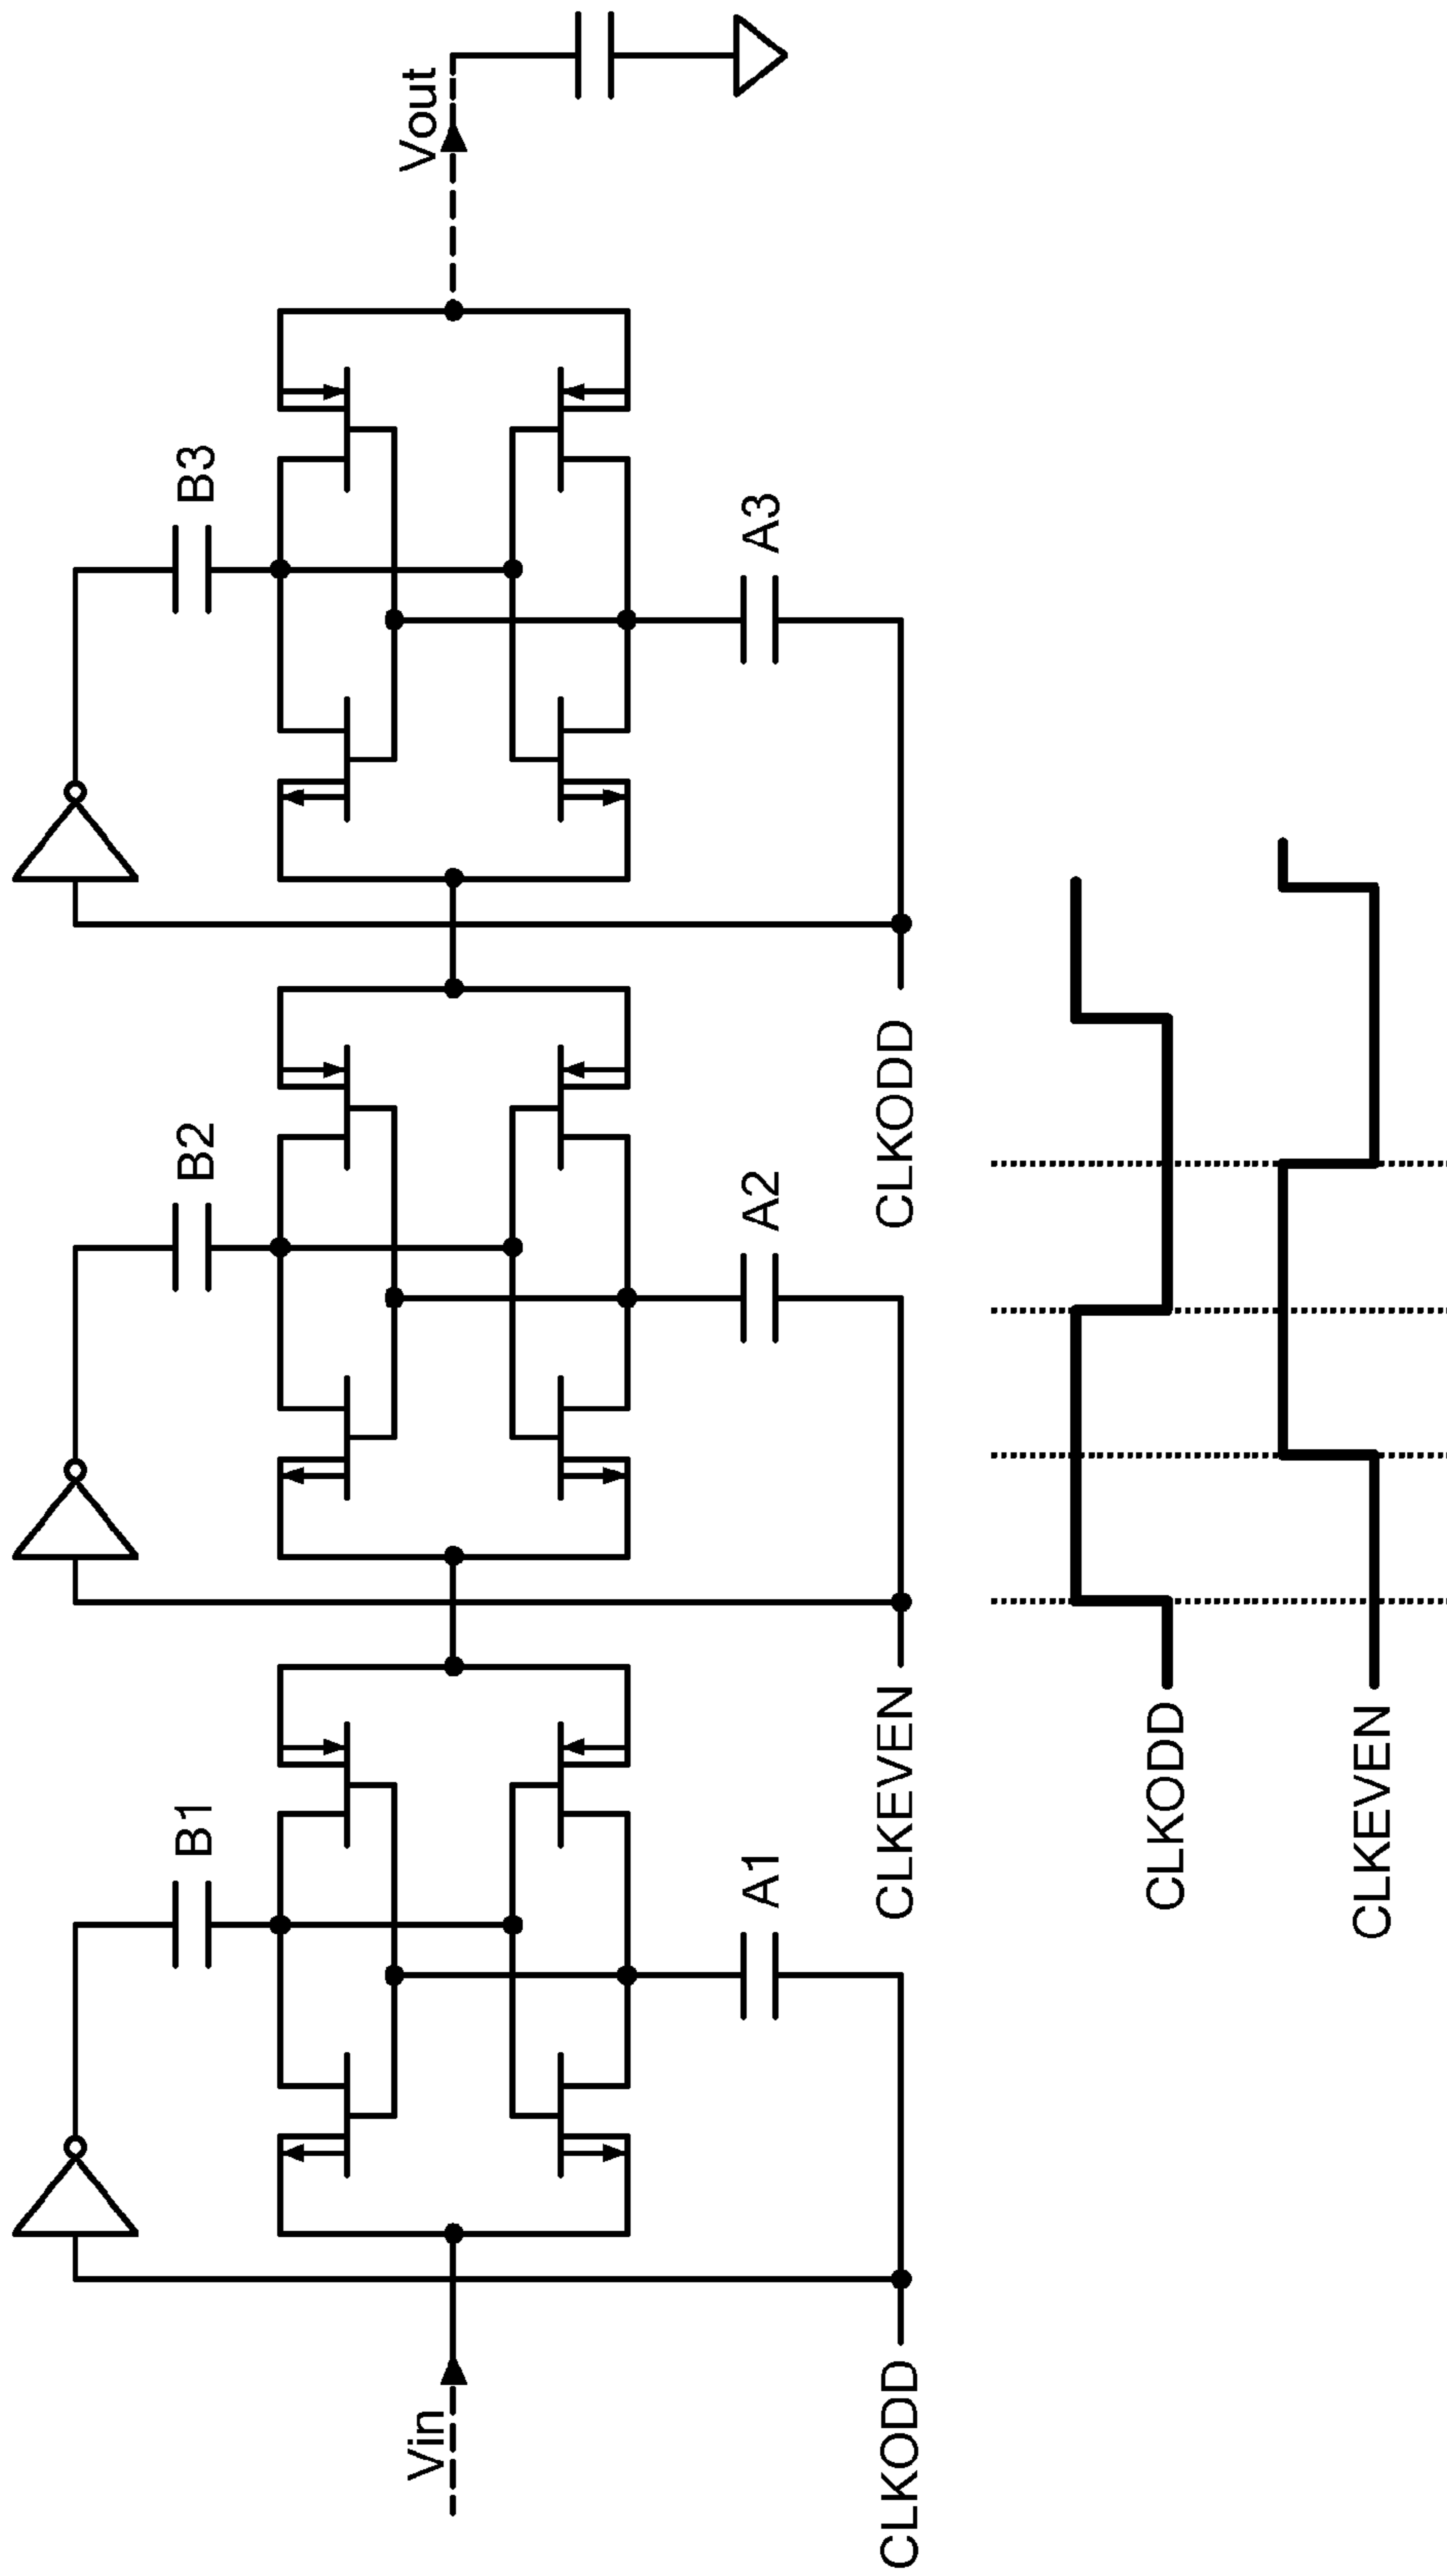 B1
B2
B3
Vin
Vout
A1
A2
A3
CLKODD
CLKEVEN
CLKODD
CLKODD
CLKEVEN